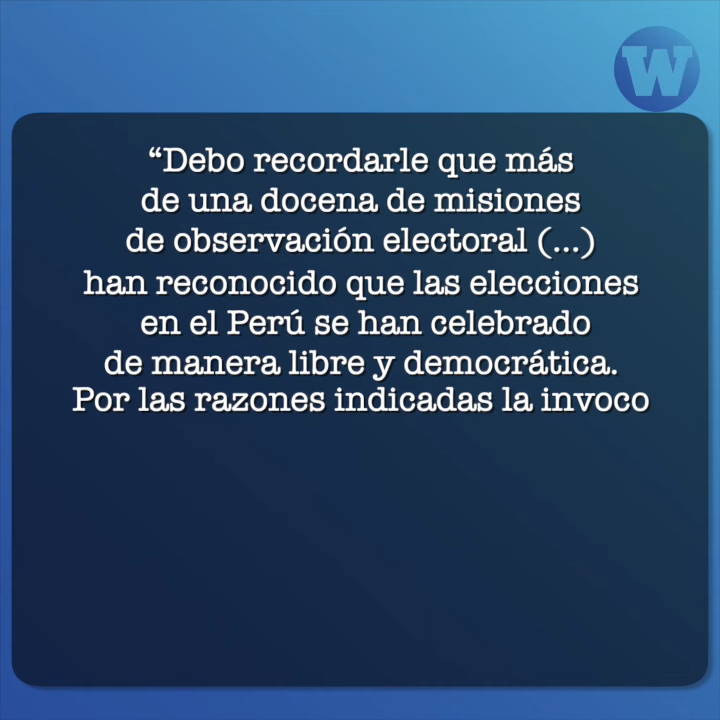 W
“Debo recordarle que más
de una docena de misiones
de observación electoral (...)
han reconocido que las elecciones
en el Perú se han celebrado
de manera libre y democrática.
Por las razones indicadas la invoco